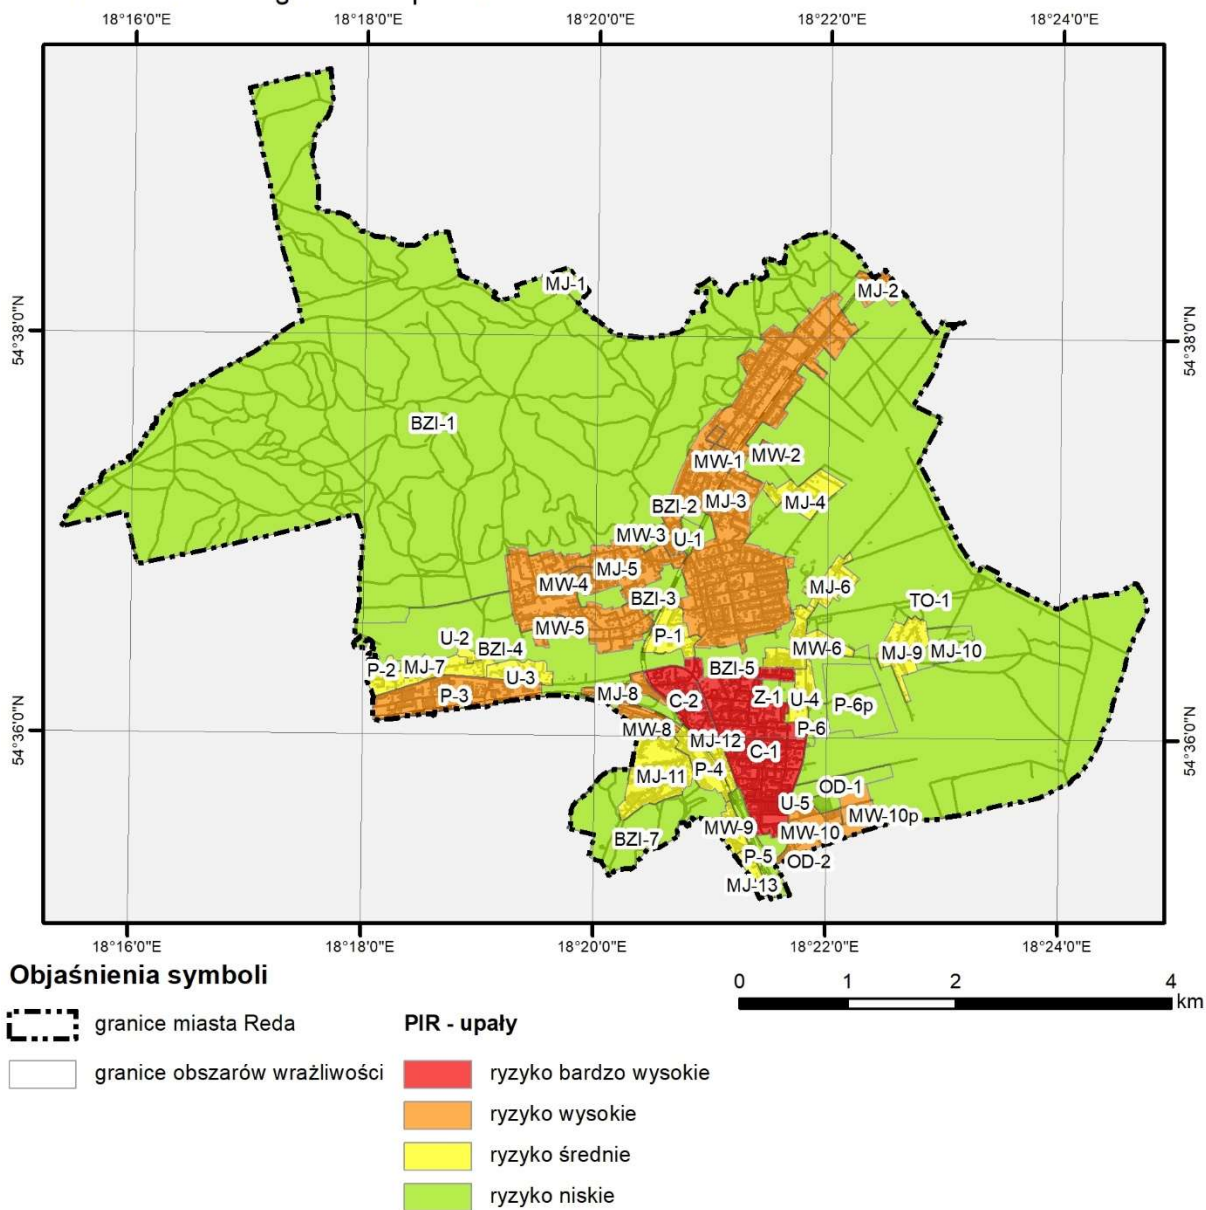 18°16'0"E
18°18'0"E
18°20'0"E
18°22'0"E
18°24'0"E
54°38'0"N
54°38'0"N
54°36'0"N
54°36'0"N
MJ-1
MJ-2
BZI-1
MW-1
MW-2
BZI-2
MJ-3
MJ-4
MW-3
U-1
MJ-5
MW-4
BZI-3
MJ-6
TO-1
MW-5
P-1
U-2
BZI-4
MW-6
MJ-9
MJ-10
P-2
MJ-7
U-3
BZI-5
P-3
MJ-8
C-2
Z-1
U-4
P-6p
MW-8
MJ-12
P-6
C-1
MJ-11
P-4
OD-1
U-5
MW-10p
MW-9
MW-10
BZI-7
P-5
OD-2
MJ-13
18°16'0"E
18°18'0"E
18°20'0"E
18°22'0"E
18°24'0"E
Objaśnienia symboli
0 1 2 4
km
granice miasta Reda
PIR - upały
granice obszarów wrażliwości
ryzyko bardzo wysokie
ryzyko wysokie
ryzyko średnie
ryzyko niskie